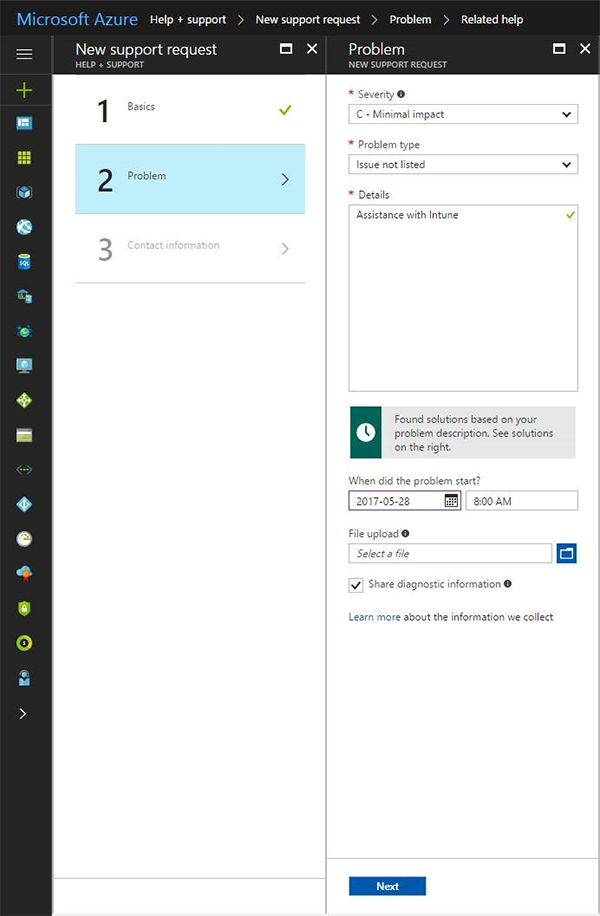 Microsoft Azure Help + support > New support request > Problem > Related help
New support request
HELP + SUPPORT
1 Basics
2 Problem
3 Contact information
Problem
NEW SUPPORT REQUEST
* Severity
C - Minimal impact
* Problem type
Issue not listed
* Details
Assistance with Intune
Found solutions based on your
problem description. See solutions
on the right.
When did the problem start?
2017-05-28 8:00 AM
File upload
Select a file
Share diagnostic information
Learn more about the information we collect
Next
SQL